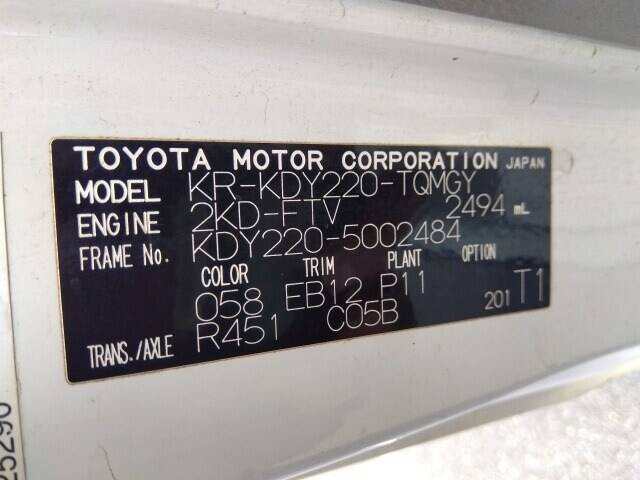 TOYOTA MOTOR CORPORATION JAPAN
MODEL KR-KDY220-TQMGY
ENGINE 2KD-FTV 2494 mL
FRAME No. KDY220-5002484
COLOR TRIM PLANT OPTION
058 EB12 P11
TRANS./AXLE R451 C05B 201 T1
25290